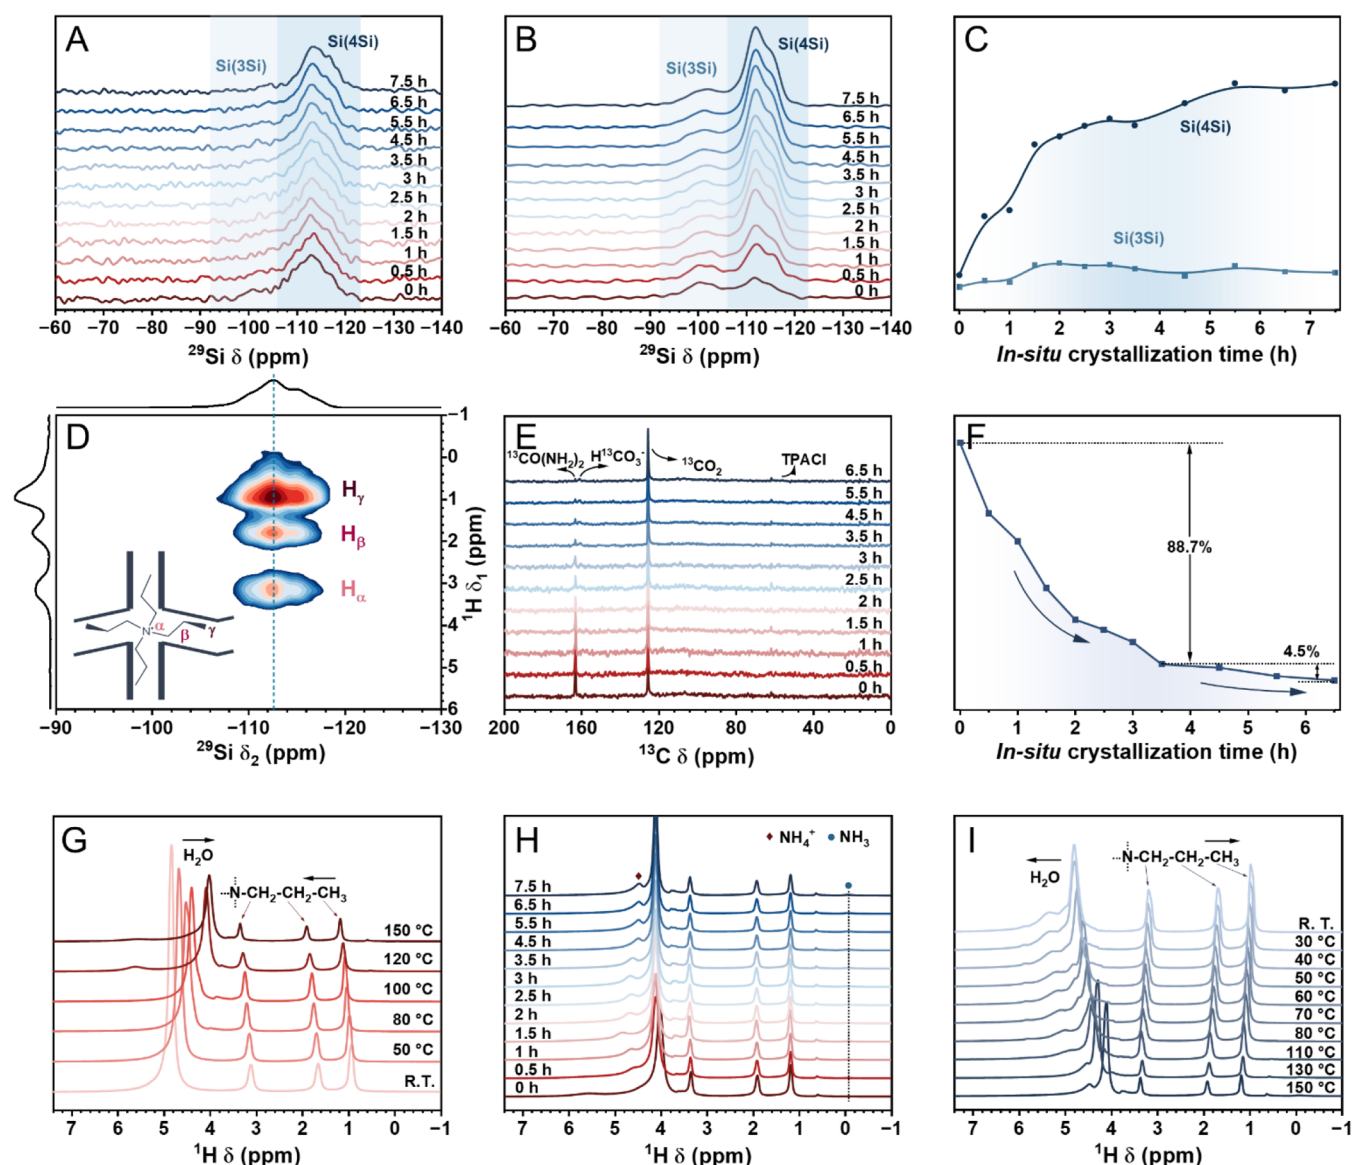 A
Si(4Si)
Si(3Si)
7.5 h
6.5 h
5.5 h
4.5 h
3.5 h
3 h
2.5 h
2 h
1.5 h
1 h
0.5 h
0 h
−60 −70 −80 −90 −100 −110 −120 −130 −140
²⁹Si δ (ppm)
B
Si(4Si)
Si(3Si)
7.5 h
6.5 h
5.5 h
4.5 h
3.5 h
3 h
2.5 h
2 h
1.5 h
1 h
0.5 h
0 h
−60 −70 −80 −90 −100 −110 −120 −130 −140
²⁹Si δ (ppm)
C
Si(4Si)
Si(3Si)
0 1 2 3 4 5 6 7
In-situ crystallization time (h)
D
Hγ
Hβ
Hα
N⁺
α
β
γ
−1
0
1
2
3
4
5
6
¹H δ₁ (ppm)
−90 −100 −110 −120 −130
²⁹Si δ₂ (ppm)
E
¹³CO(NH₂)₂
H¹³CO₃⁻
¹³CO₂
TPACl
6.5 h
5.5 h
4.5 h
3.5 h
3 h
2.5 h
2 h
1.5 h
1 h
0.5 h
0 h
200 160 120 80 40 0
¹³C δ (ppm)
F
88.7%
4.5%
0 1 2 3 4 5 6
In-situ crystallization time (h)
G
H₂O
N-CH₂-CH₂-CH₃
150 °C
120 °C
100 °C
80 °C
50 °C
R.T.
7 6 5 4 3 2 1 0 −1
¹H δ (ppm)
H
NH₄⁺ NH₃
7.5 h
6.5 h
5.5 h
4.5 h
3.5 h
3 h
2.5 h
2 h
1.5 h
1 h
0.5 h
0 h
7 6 5 4 3 2 1 0 −1
¹H δ (ppm)
I
H₂O
N-CH₂-CH₂-CH₃
R. T.
30 °C
40 °C
50 °C
60 °C
70 °C
80 °C
110 °C
130 °C
150 °C
7 6 5 4 3 2 1 0 −1
¹H δ (ppm)